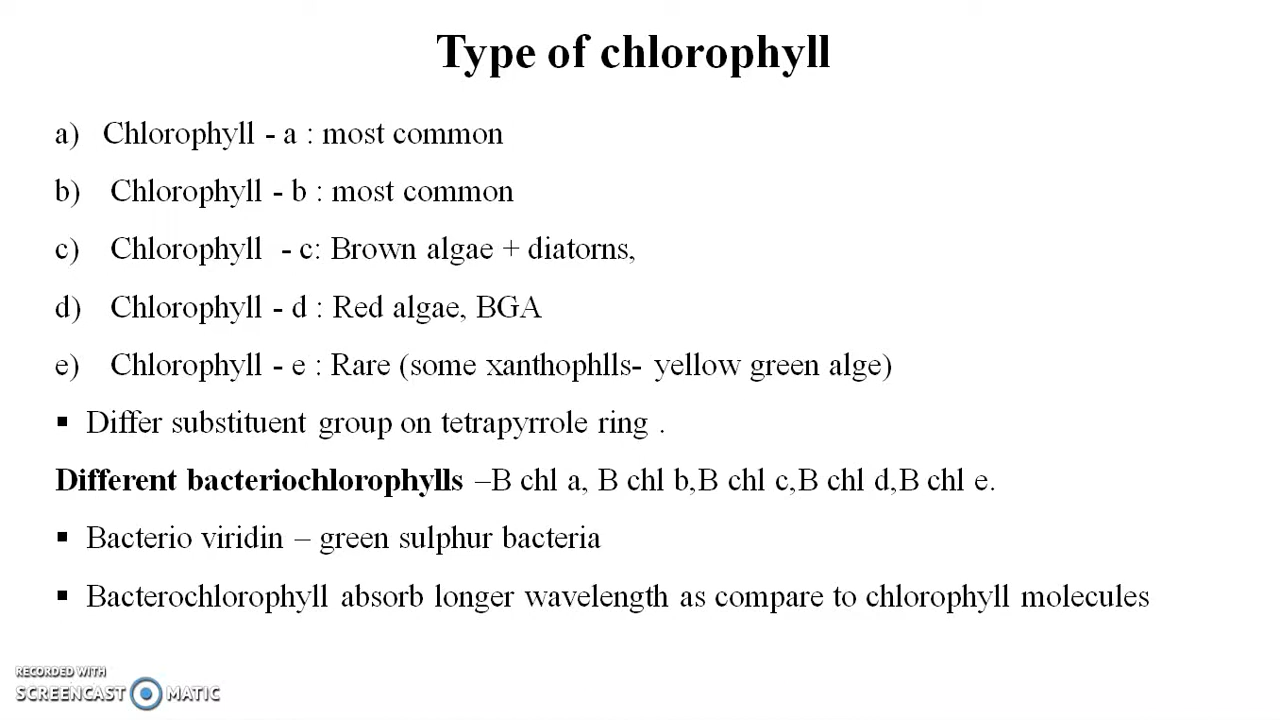 Type of chlorophyll
a) Chlorophyll - a : most common
b) Chlorophyll - b : most common
c) Chlorophyll - c: Brown algae + diatorns,
d) Chlorophyll - d : Red algae, BGA
e) Chlorophyll - e : Rare (some xanthophlls- yellow green alge)
▪ Differ substituent group on tetrapyrrole ring .
Different bacteriochlorophylls –B chl a, B chl b,B chl c,B chl d,B chl e.
▪ Bacterio viridin – green sulphur bacteria
▪ Bacterochlorophyll absorb longer wavelength as compare to chlorophyll molecules
RECORDED WITH
SCREENCAST MATIC